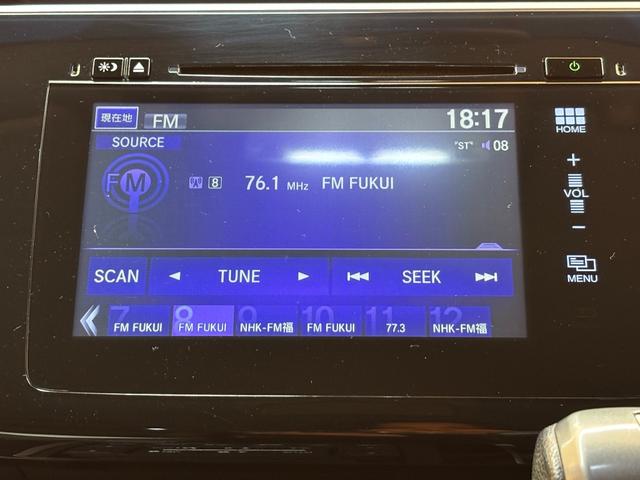 現在地 FM 18:17
SOURCE "ST" 08
FM 8 76.1 MHz FM FUKUI
SCAN TUNE SEEK
7 8 9 10 11 12
FM FUKUI FM FUKUI NHK-FM福 FM FUKUI 77.3 NHK-FM福
HOME
+
VOL
−
MENU